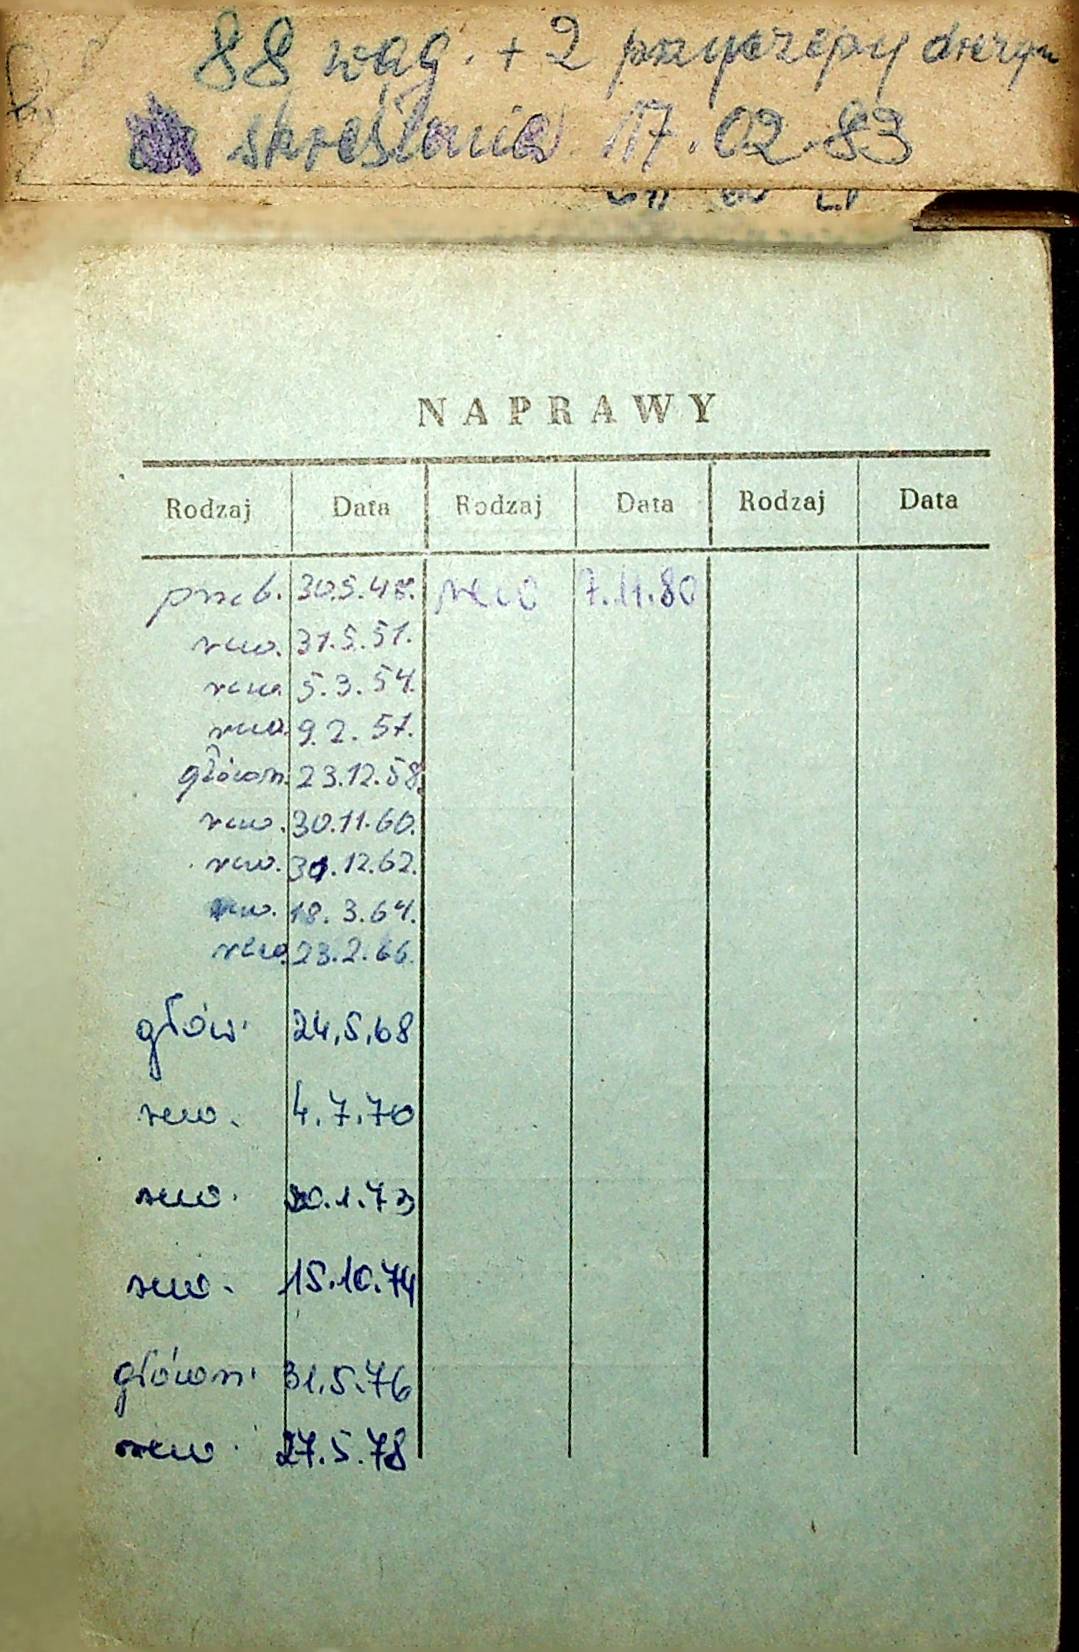 88 wag. + 2 przyczepy drezyn
skreślenia 17.02.83
NAPRAWY
Rodzaj Data Rodzaj Data Rodzaj Data
przeb. 30.5.48. rew 7.11.80
rew. 31.5.51.
rew. 5.3.54.
rew. 9.2.57.
główn. 23.12.58.
rew. 30.11.60.
rew. 31.12.62.
rew. 18.3.64.
rew. 23.2.66.
głów. 24.5.68
rew. 4.7.70
rew. 20.1.73
rew. 15.10.74
główn. 31.5.76
rew. 27.5.78